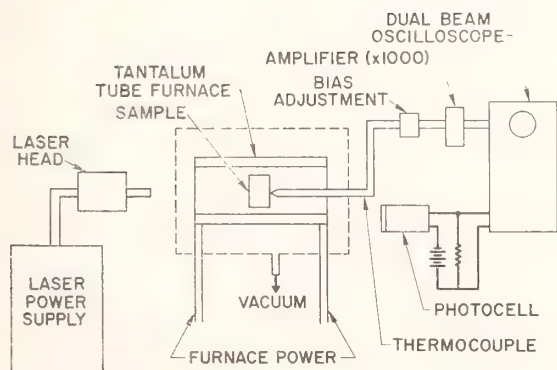 DUAL BEAM
OSCILLOSCOPE-
AMPLIFIER (x1000)
BIAS
ADJUSTMENT
TANTALUM
TUBE FURNACE
SAMPLE
LASER
HEAD
LASER
POWER
SUPPLY
VACUUM
PHOTOCELL
THERMOCOUPLE
FURNACE POWER